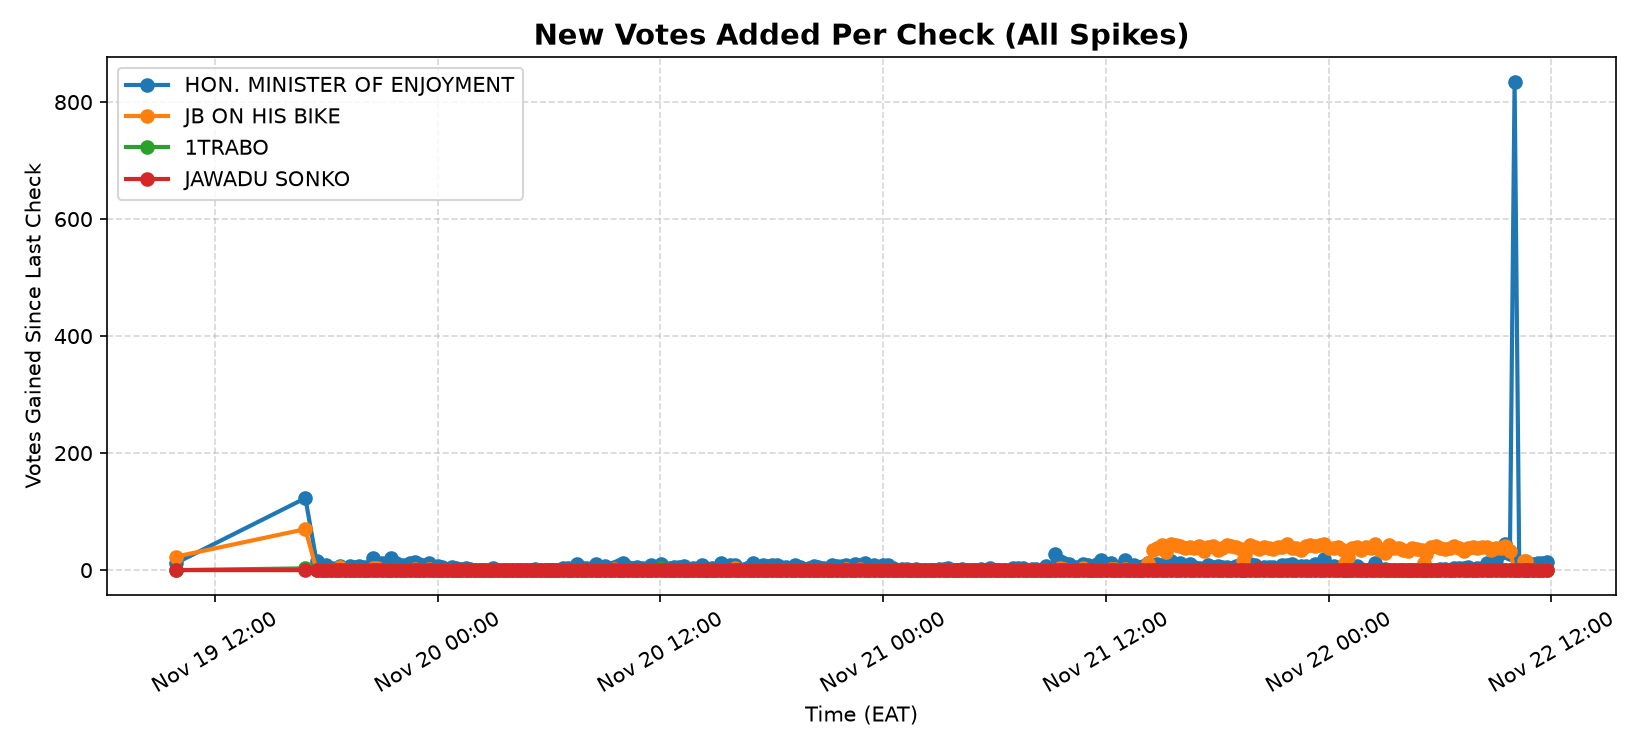 New Votes Added Per Check (All Spikes)
HON. MINISTER OF ENJOYMENT
JB ON HIS BIKE
1TRABO
JAWADU SONKO
Votes Gained Since Last Check
800
600
400
200
0
Nov 19 12:00
Nov 20 00:00
Nov 20 12:00
Nov 21 00:00
Nov 21 12:00
Nov 22 00:00
Nov 22 12:00
Time (EAT)